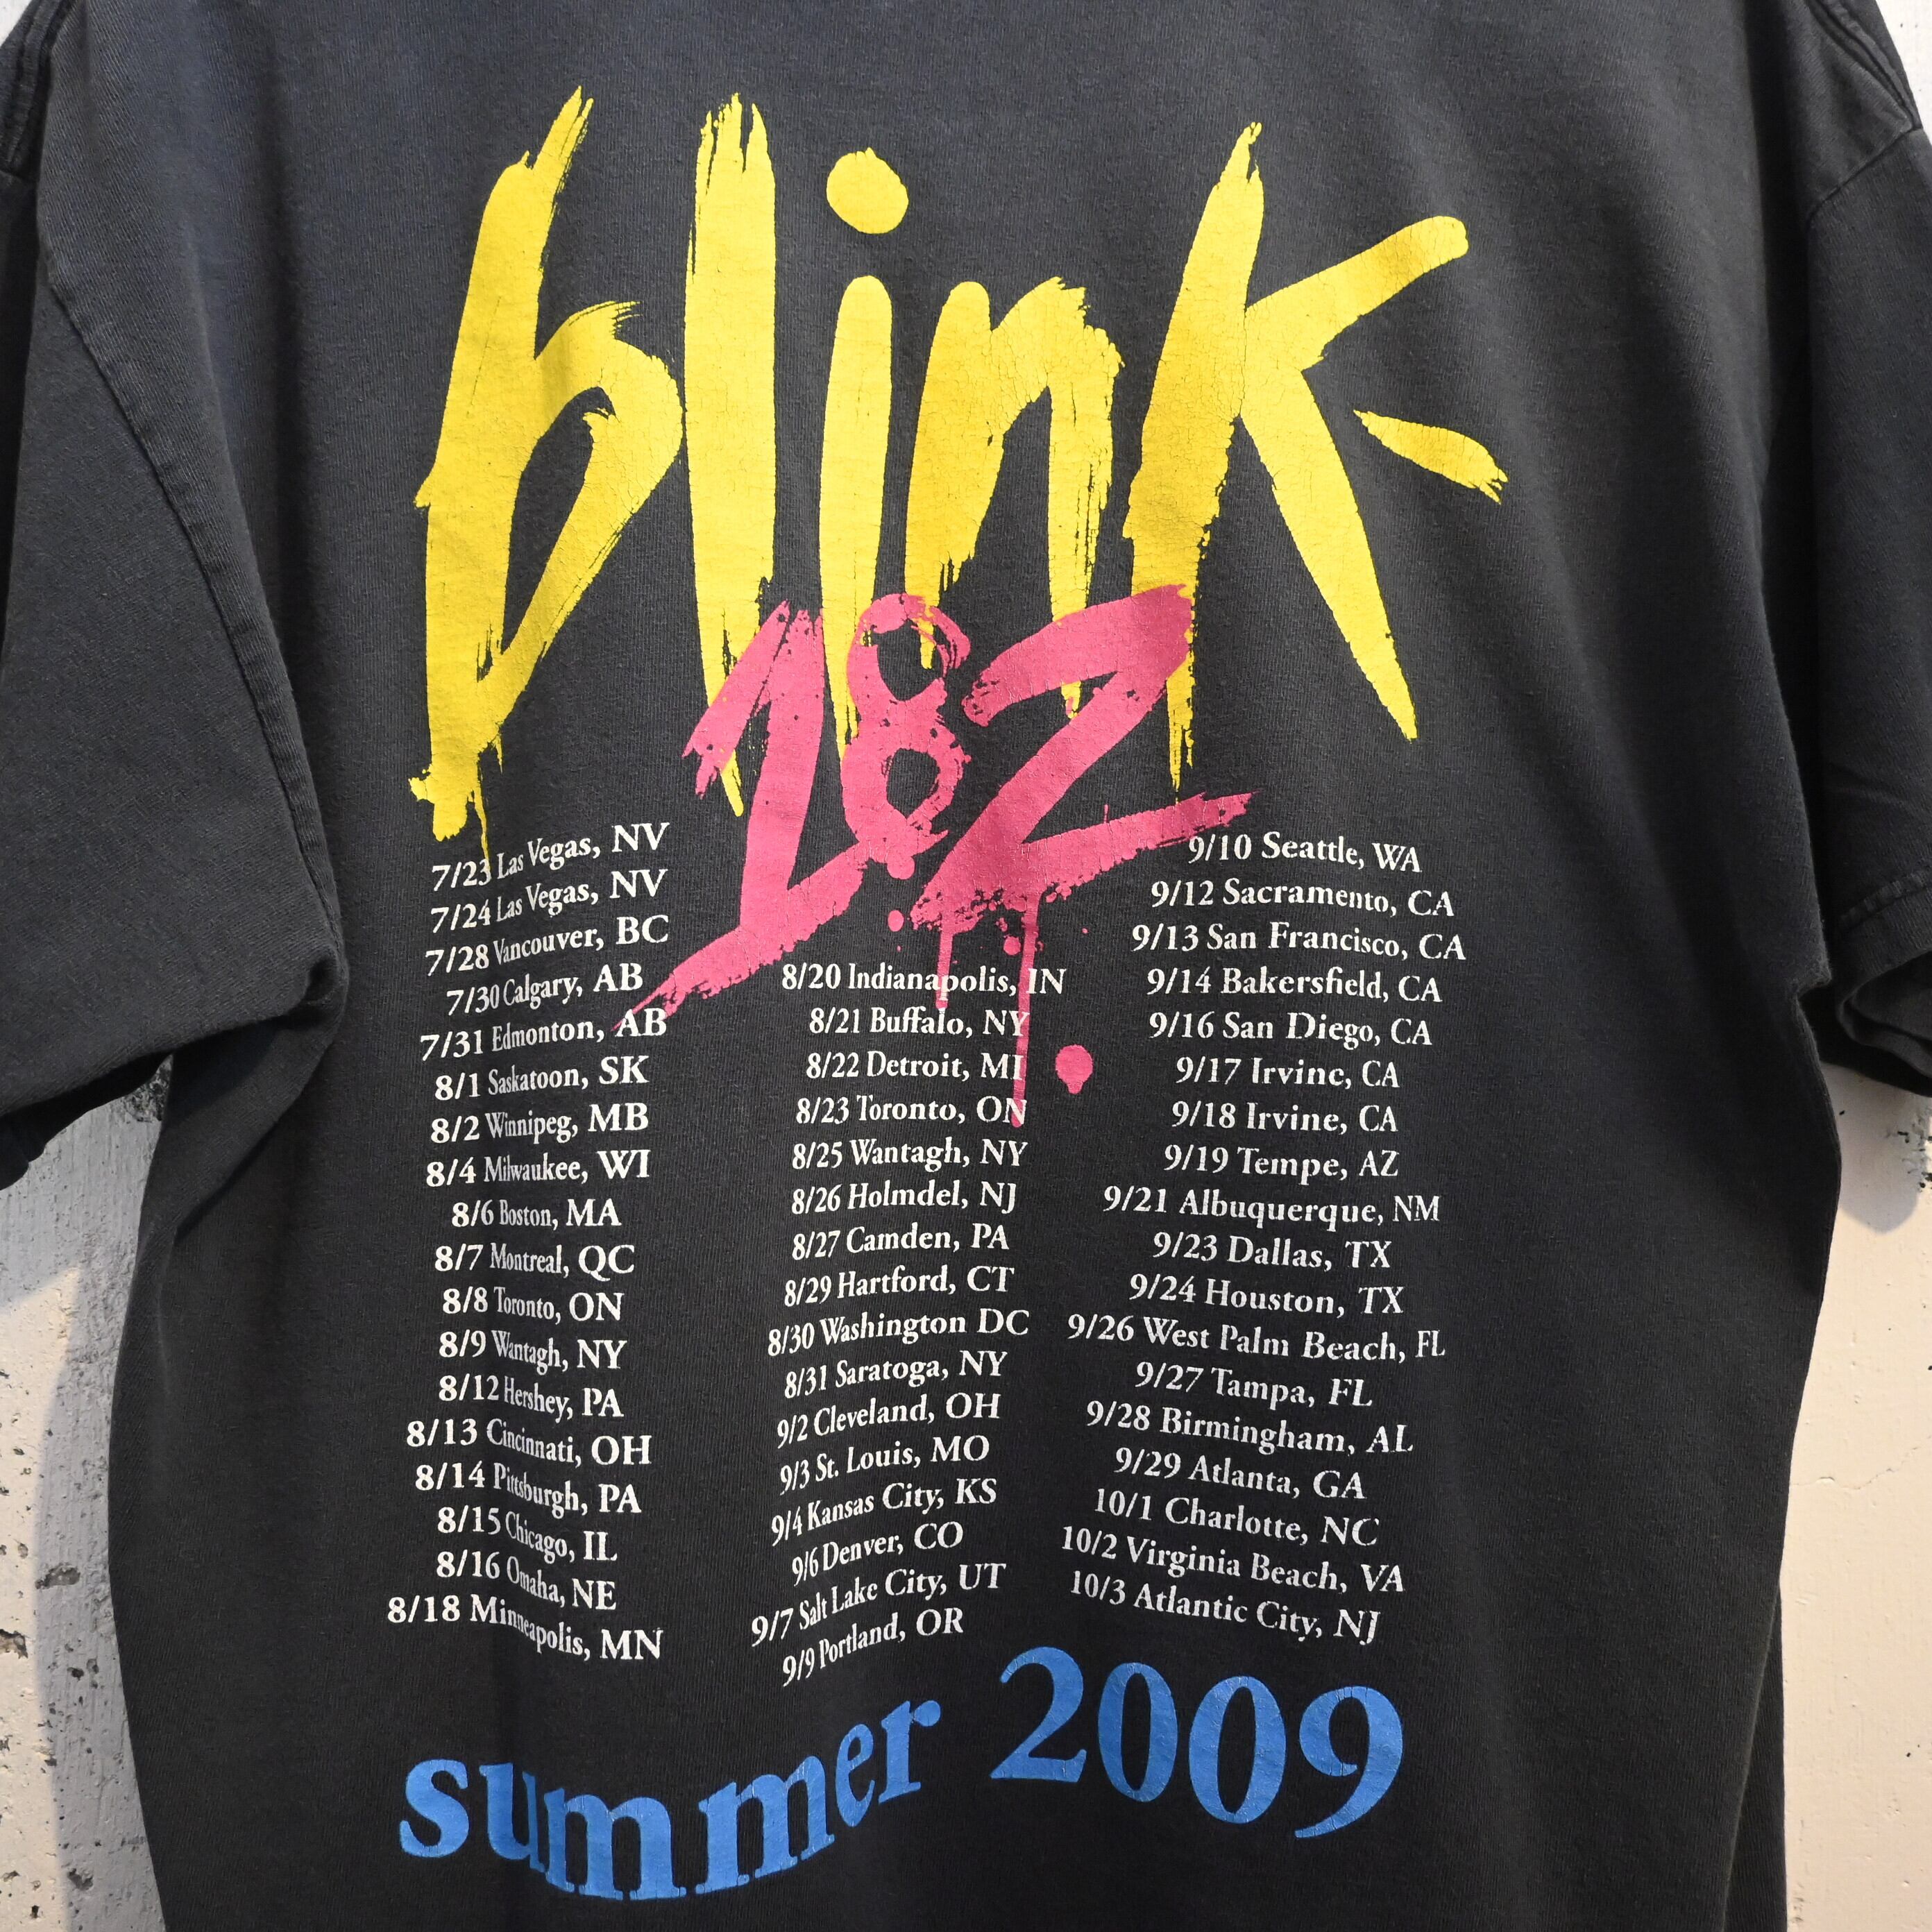 blink
182
7/23 Las Vegas, NV
7/24 Las Vegas, NV
7/28 Vancouver, BC
7/30 Calgary, AB
7/31 Edmonton, AB
8/1 Saskatoon, SK
8/2 Winnipeg, MB
8/4 Milwaukee, WI
8/6 Boston, MA
8/7 Montreal, QC
8/8 Toronto, ON
8/9 Wantagh, NY
8/12 Hershey, PA
8/13 Cincinnati, OH
8/14 Pittsburgh, PA
8/15 Chicago, IL
8/16 Omaha, NE
8/18 Minneapolis, MN
8/20 Indianapolis, IN
8/21 Buffalo, NY
8/22 Detroit, MI
8/23 Toronto, ON
8/25 Wantagh, NY
8/26 Holmdel, NJ
8/27 Camden, PA
8/29 Hartford, CT
8/30 Washington DC
8/31 Saratoga, NY
9/2 Cleveland, OH
9/3 St. Louis, MO
9/4 Kansas City, KS
9/6 Denver, CO
9/7 Salt Lake City, UT
9/9 Portland, OR
9/10 Seattle, WA
9/12 Sacramento, CA
9/13 San Francisco, CA
9/14 Bakersfield, CA
9/16 San Diego, CA
9/17 Irvine, CA
9/18 Irvine, CA
9/19 Tempe, AZ
9/21 Albuquerque, NM
9/23 Dallas, TX
9/24 Houston, TX
9/26 West Palm Beach, FL
9/27 Tampa, FL
9/28 Birmingham, AL
9/29 Atlanta, GA
10/1 Charlotte, NC
10/2 Virginia Beach, VA
10/3 Atlantic City, NJ
summer 2009